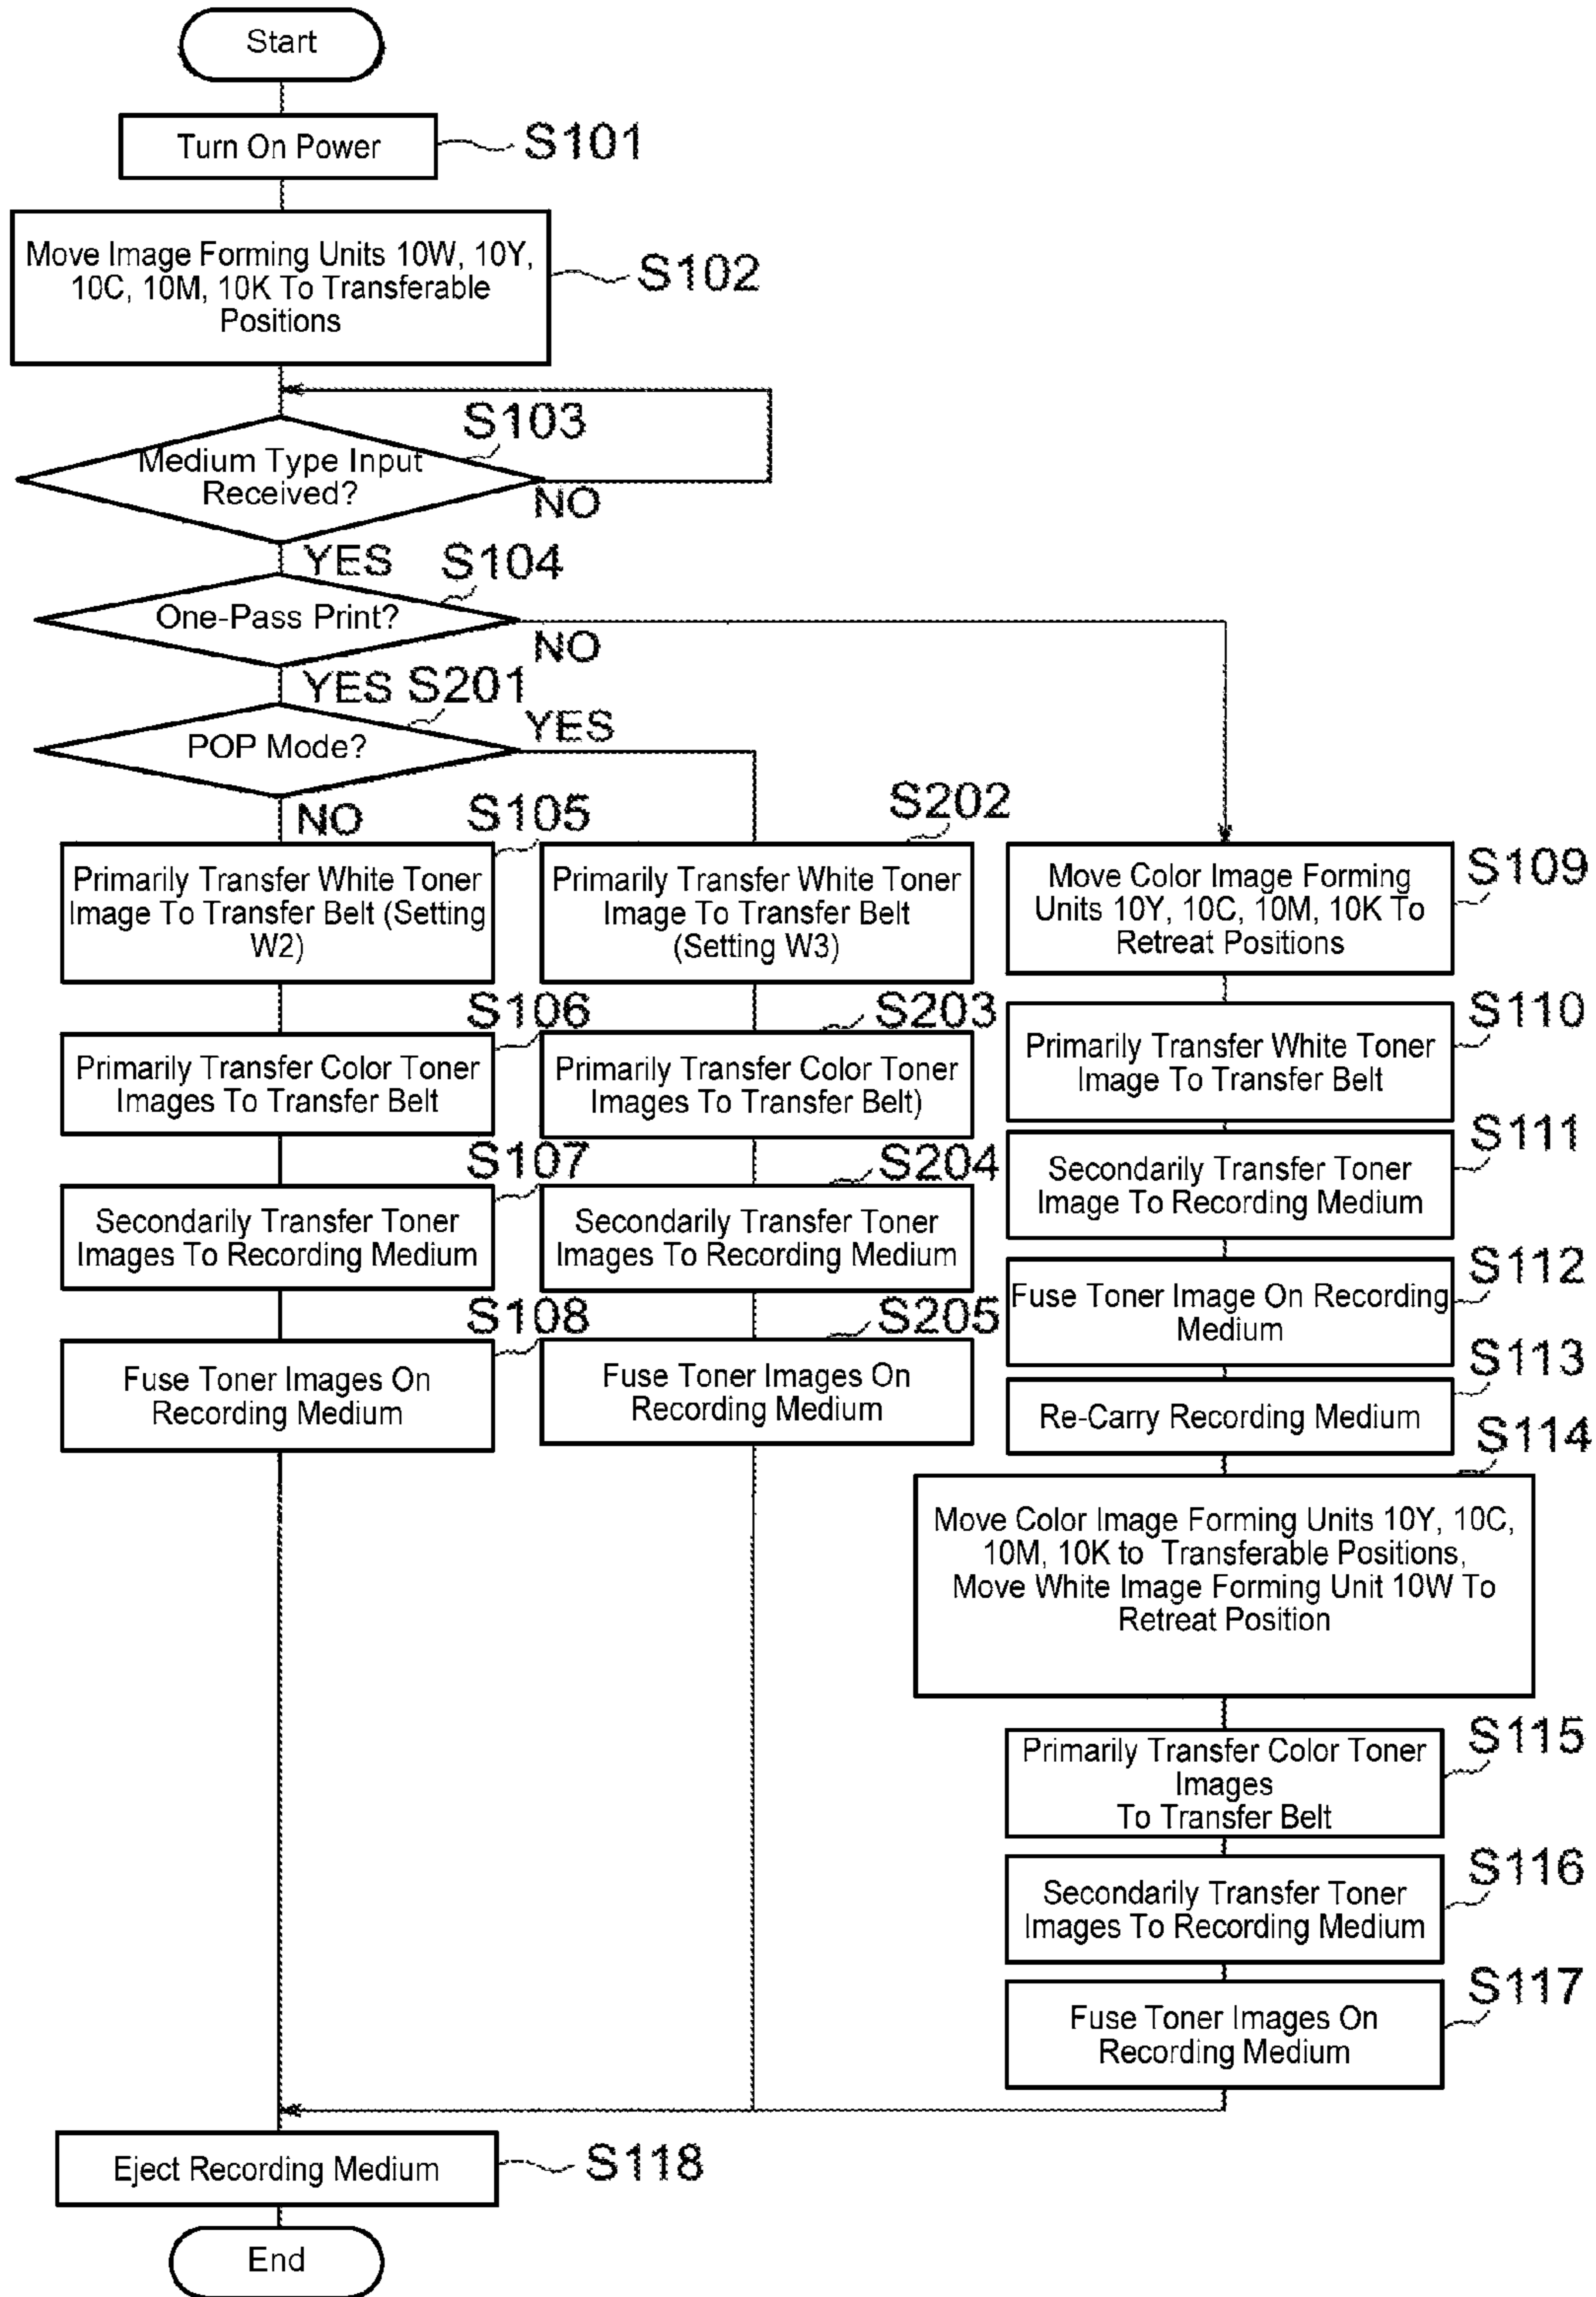 Start
Turn On Power
S101
Move Image Forming Units 10W, 10Y,
10C, 10M, 10K To Transferable
Positions
S102
S103
Medium Type Input
Received?
NO
YES
S104
One-Pass Print?
NO
YES
S201
POP Mode?
YES
NO
S105
Primarily Transfer White Toner
Image To Transfer Belt (Setting
W2)
S106
Primarily Transfer Color Toner
Images To Transfer Belt
S107
Secondarily Transfer Toner
Images To Recording Medium
S108
Fuse Toner Images On
Recording Medium
S202
Primarily Transfer White Toner
Image To Transfer Belt
(Setting W3)
S203
Primarily Transfer Color Toner
Images To Transfer Belt)
S204
Secondarily Transfer Toner
Images To Recording Medium
S205
Fuse Toner Images On
Recording Medium
S109
Move Color Image Forming
Units 10Y, 10C, 10M, 10K To
Retreat Positions
S110
Primarily Transfer White Toner
Image To Transfer Belt
S111
Secondarily Transfer Toner
Image To Recording Medium
S112
Fuse Toner Image On Recording
Medium
S113
Re-Carry Recording Medium
S114
Move Color Image Forming Units 10Y, 10C,
10M, 10K to Transferable Positions,
Move White Image Forming Unit 10W To
Retreat Position
S115
Primarily Transfer Color Toner
Images
To Transfer Belt
S116
Secondarily Transfer Toner
Images To Recording Medium
S117
Fuse Toner Images On
Recording Medium
Eject Recording Medium
S118
End